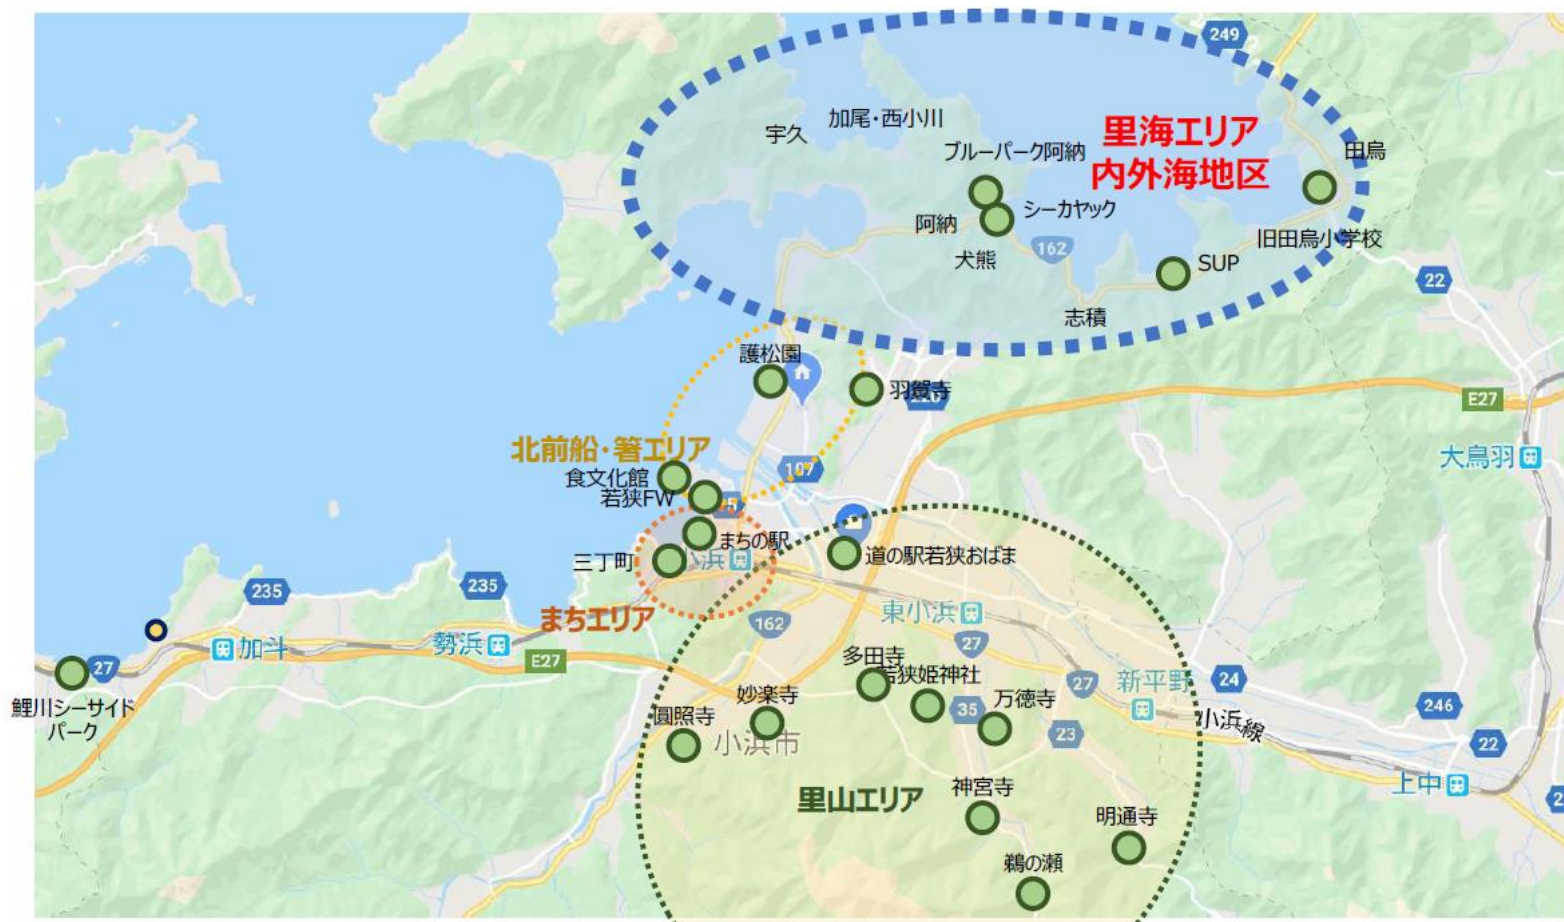 249
加尾・西小川
宇久
里海エリア
内外海地区
ブルーパーク阿納
田烏
シーカヤック
阿納
162
犬熊
旧田烏小学校
SUP
22
志積
護松園
羽賀寺
E27
北前船・箸エリア
大鳥羽
107
食文化館
若狭FW
まちの駅
小浜
道の駅若狭おばま
三丁町
235
235
まちエリア
162
東小浜
27
加斗
勢浜
E27
27
多田寺
若狭姫神社
27
新平野
24
鯉川シーサイド
パーク
圓照寺
妙楽寺
35
万徳寺
246
小浜市
23
小浜線
22
里山エリア
神宮寺
上中
明通寺
鵜の瀬